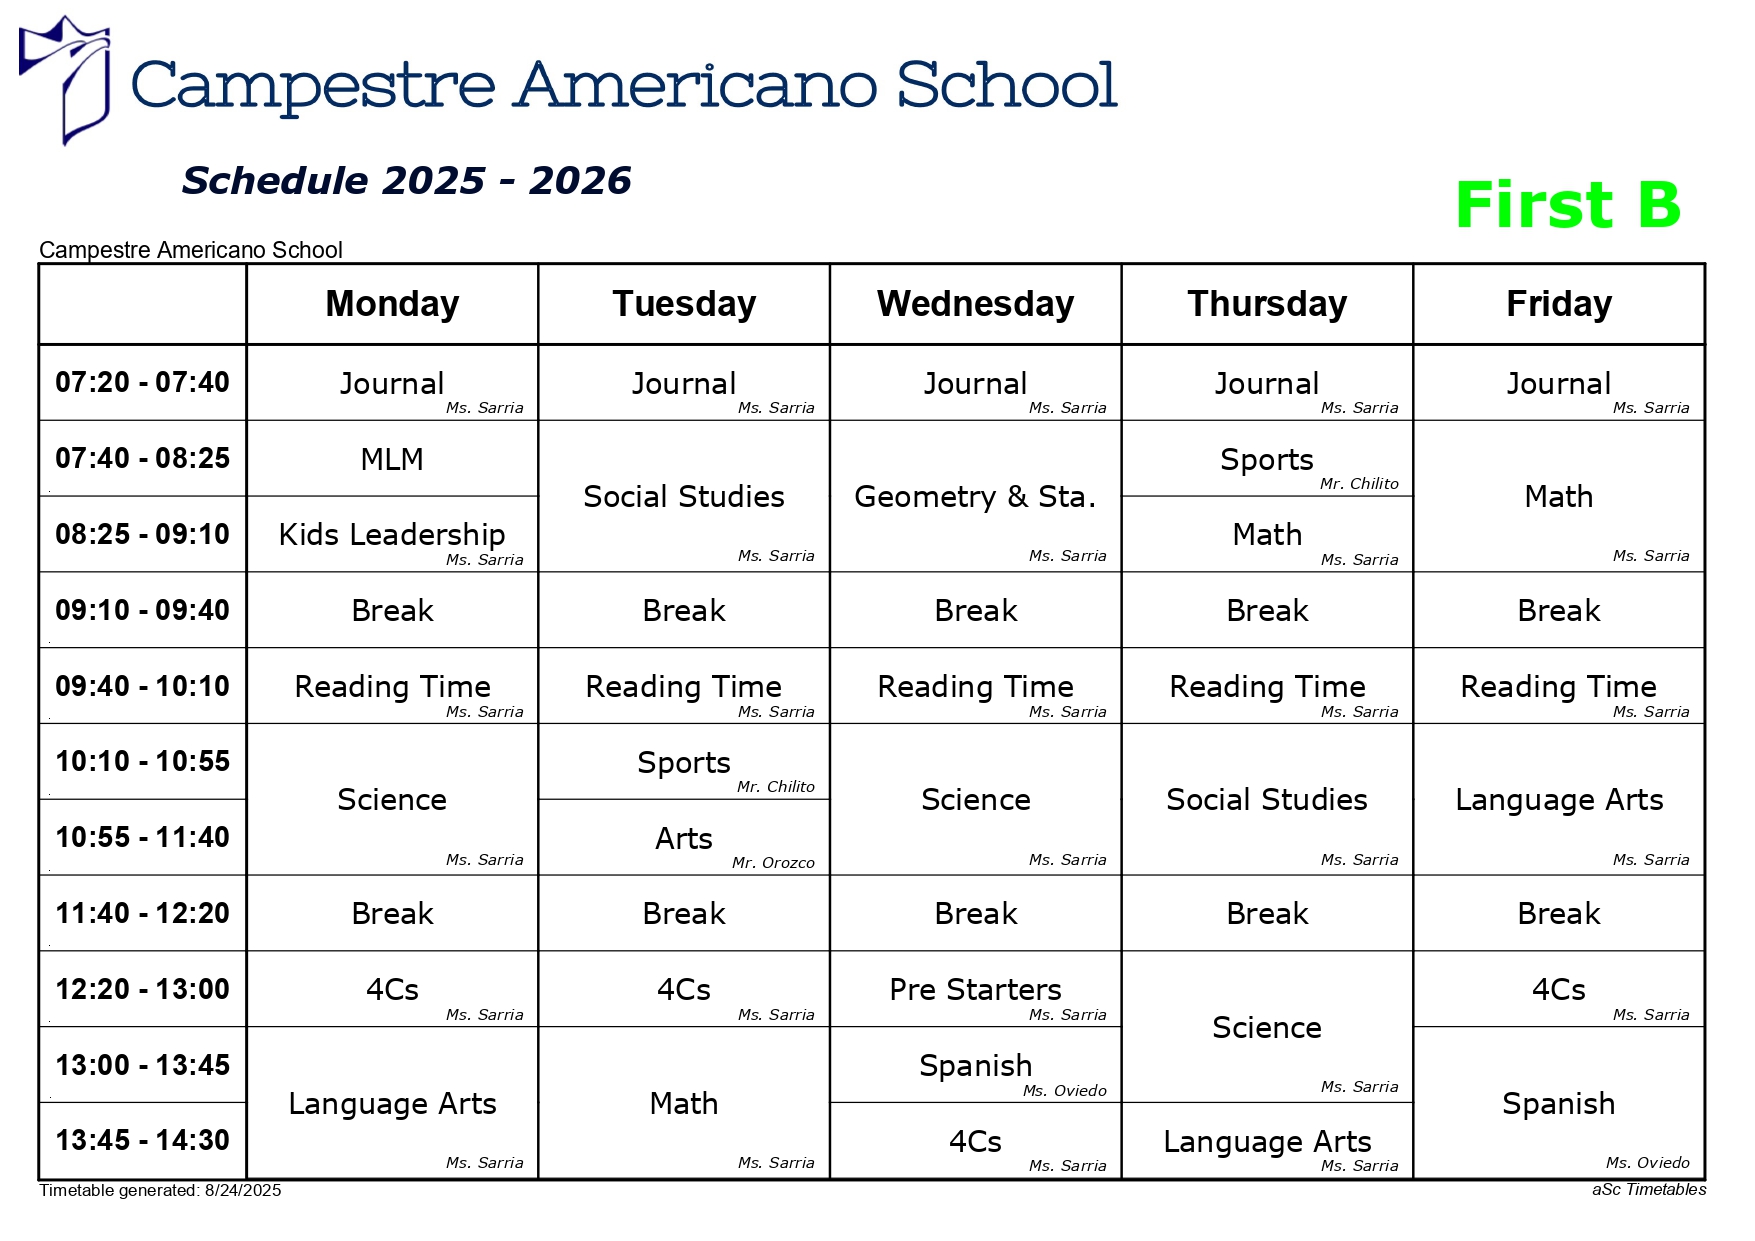 Campestre Americano School
Schedule 2025 - 2026
First B
Campestre Americano School
Monday Tuesday Wednesday Thursday Friday
07:20 - 07:40 Journal Journal Journal Journal Journal
Ms. Sarria Ms. Sarria Ms. Sarria Ms. Sarria Ms. Sarria
07:40 - 08:25 MLM Sports
Mr. Chilito
Social Studies Geometry & Sta. Math
08:25 - 09:10 Kids Leadership Math
Ms. Sarria Ms. Sarria Ms. Sarria Ms. Sarria Ms. Sarria
09:10 - 09:40 Break Break Break Break Break
09:40 - 10:10 Reading Time Reading Time Reading Time Reading Time Reading Time
Ms. Sarria Ms. Sarria Ms. Sarria Ms. Sarria Ms. Sarria
10:10 - 10:55 Sports
Mr. Chilito
Science Science Social Studies Language Arts
10:55 - 11:40 Arts
Ms. Sarria Mr. Orozco Ms. Sarria Ms. Sarria Ms. Sarria
11:40 - 12:20 Break Break Break Break Break
12:20 - 13:00 4Cs 4Cs Pre Starters 4Cs
Ms. Sarria Ms. Sarria Ms. Sarria Ms. Sarria
Science
13:00 - 13:45 Spanish
Ms. Oviedo Ms. Sarria
Language Arts Math Spanish
13:45 - 14:30 4Cs Language Arts
Ms. Sarria Ms. Sarria Ms. Sarria Ms. Sarria Ms. Oviedo
Timetable generated: 8/24/2025 aSc Timetables